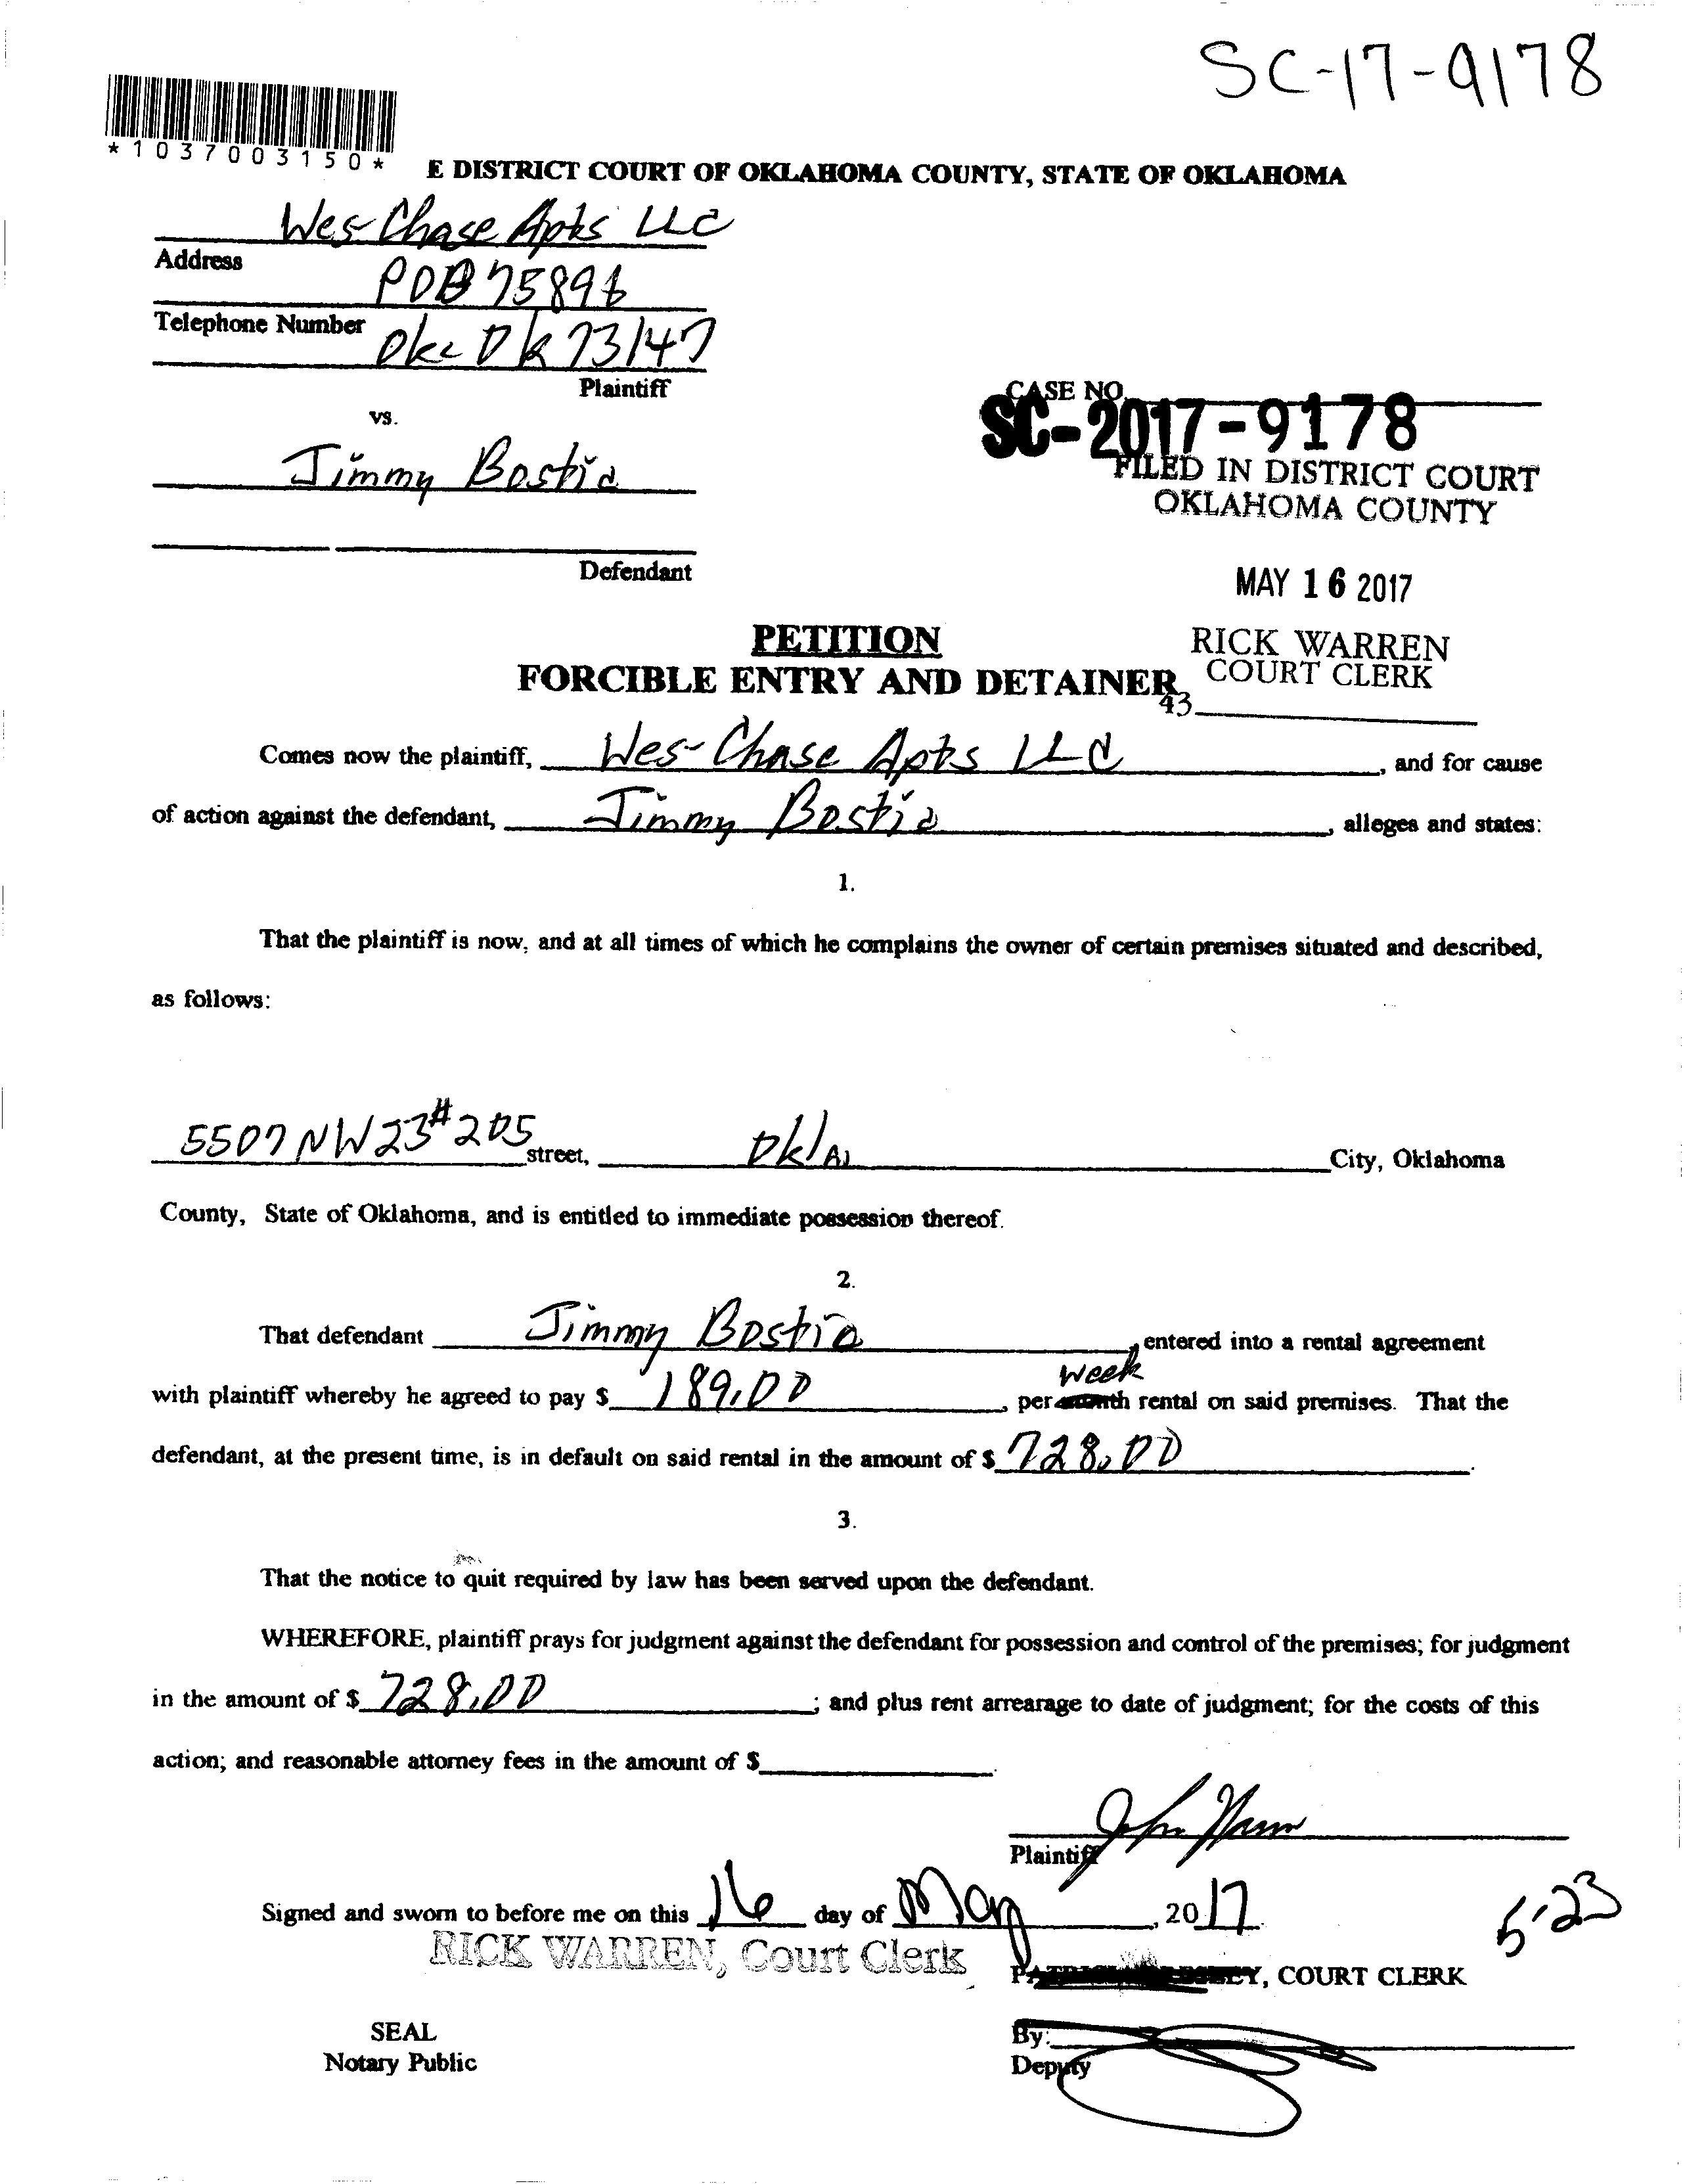 SC-17-9178
*1037003150*
E DISTRICT COURT OF OKLAHOMA COUNTY, STATE OF OKLAHOMA
Wes-Chase Apts LLC
Address
POB 75896
Telephone Number
Okc Ok 73147
Plaintiff
CASE NO.
SC-2017-9178
vs.
Jimmy
FILED IN DISTRICT COURT
OKLAHOMA COUNTY
Defendant
MAY 16 2017
PETITION
RICK WARREN
COURT CLERK
FORCIBLE ENTRY AND DETAINER
43
Comes now the plaintiff, Wes-Chase Apts LLC, and for cause
of action against the defendant, Jimmy, alleges and states:
1.
That the plaintiff is now, and at all times of which he complains the owner of certain premises situated and described,
as follows:
5507 NW 23 # 205 street, Okla City, Oklahoma
County, State of Oklahoma, and is entitled to immediate possession thereof.
2.
That defendant Jimmy, entered into a rental agreement
week
with plaintiff whereby he agreed to pay $ 189.00, per month rental on said premises. That the
defendant, at the present time, is in default on said rental in the amount of $ 728.00.
3.
That the notice to quit required by law has been served upon the defendant.
WHEREFORE, plaintiff prays for judgment against the defendant for possession and control of the premises; for judgment
in the amount of $ 728.00; and plus rent arrearage to date of judgment; for the costs of this
action; and reasonable attorney fees in the amount of $
Plaintiff
Signed and sworn to before me on this 16 day of May, 2017.
5-23
RICK WARREN, Court Clerk
, COURT CLERK
SEAL
Notary Public
By:
Deputy